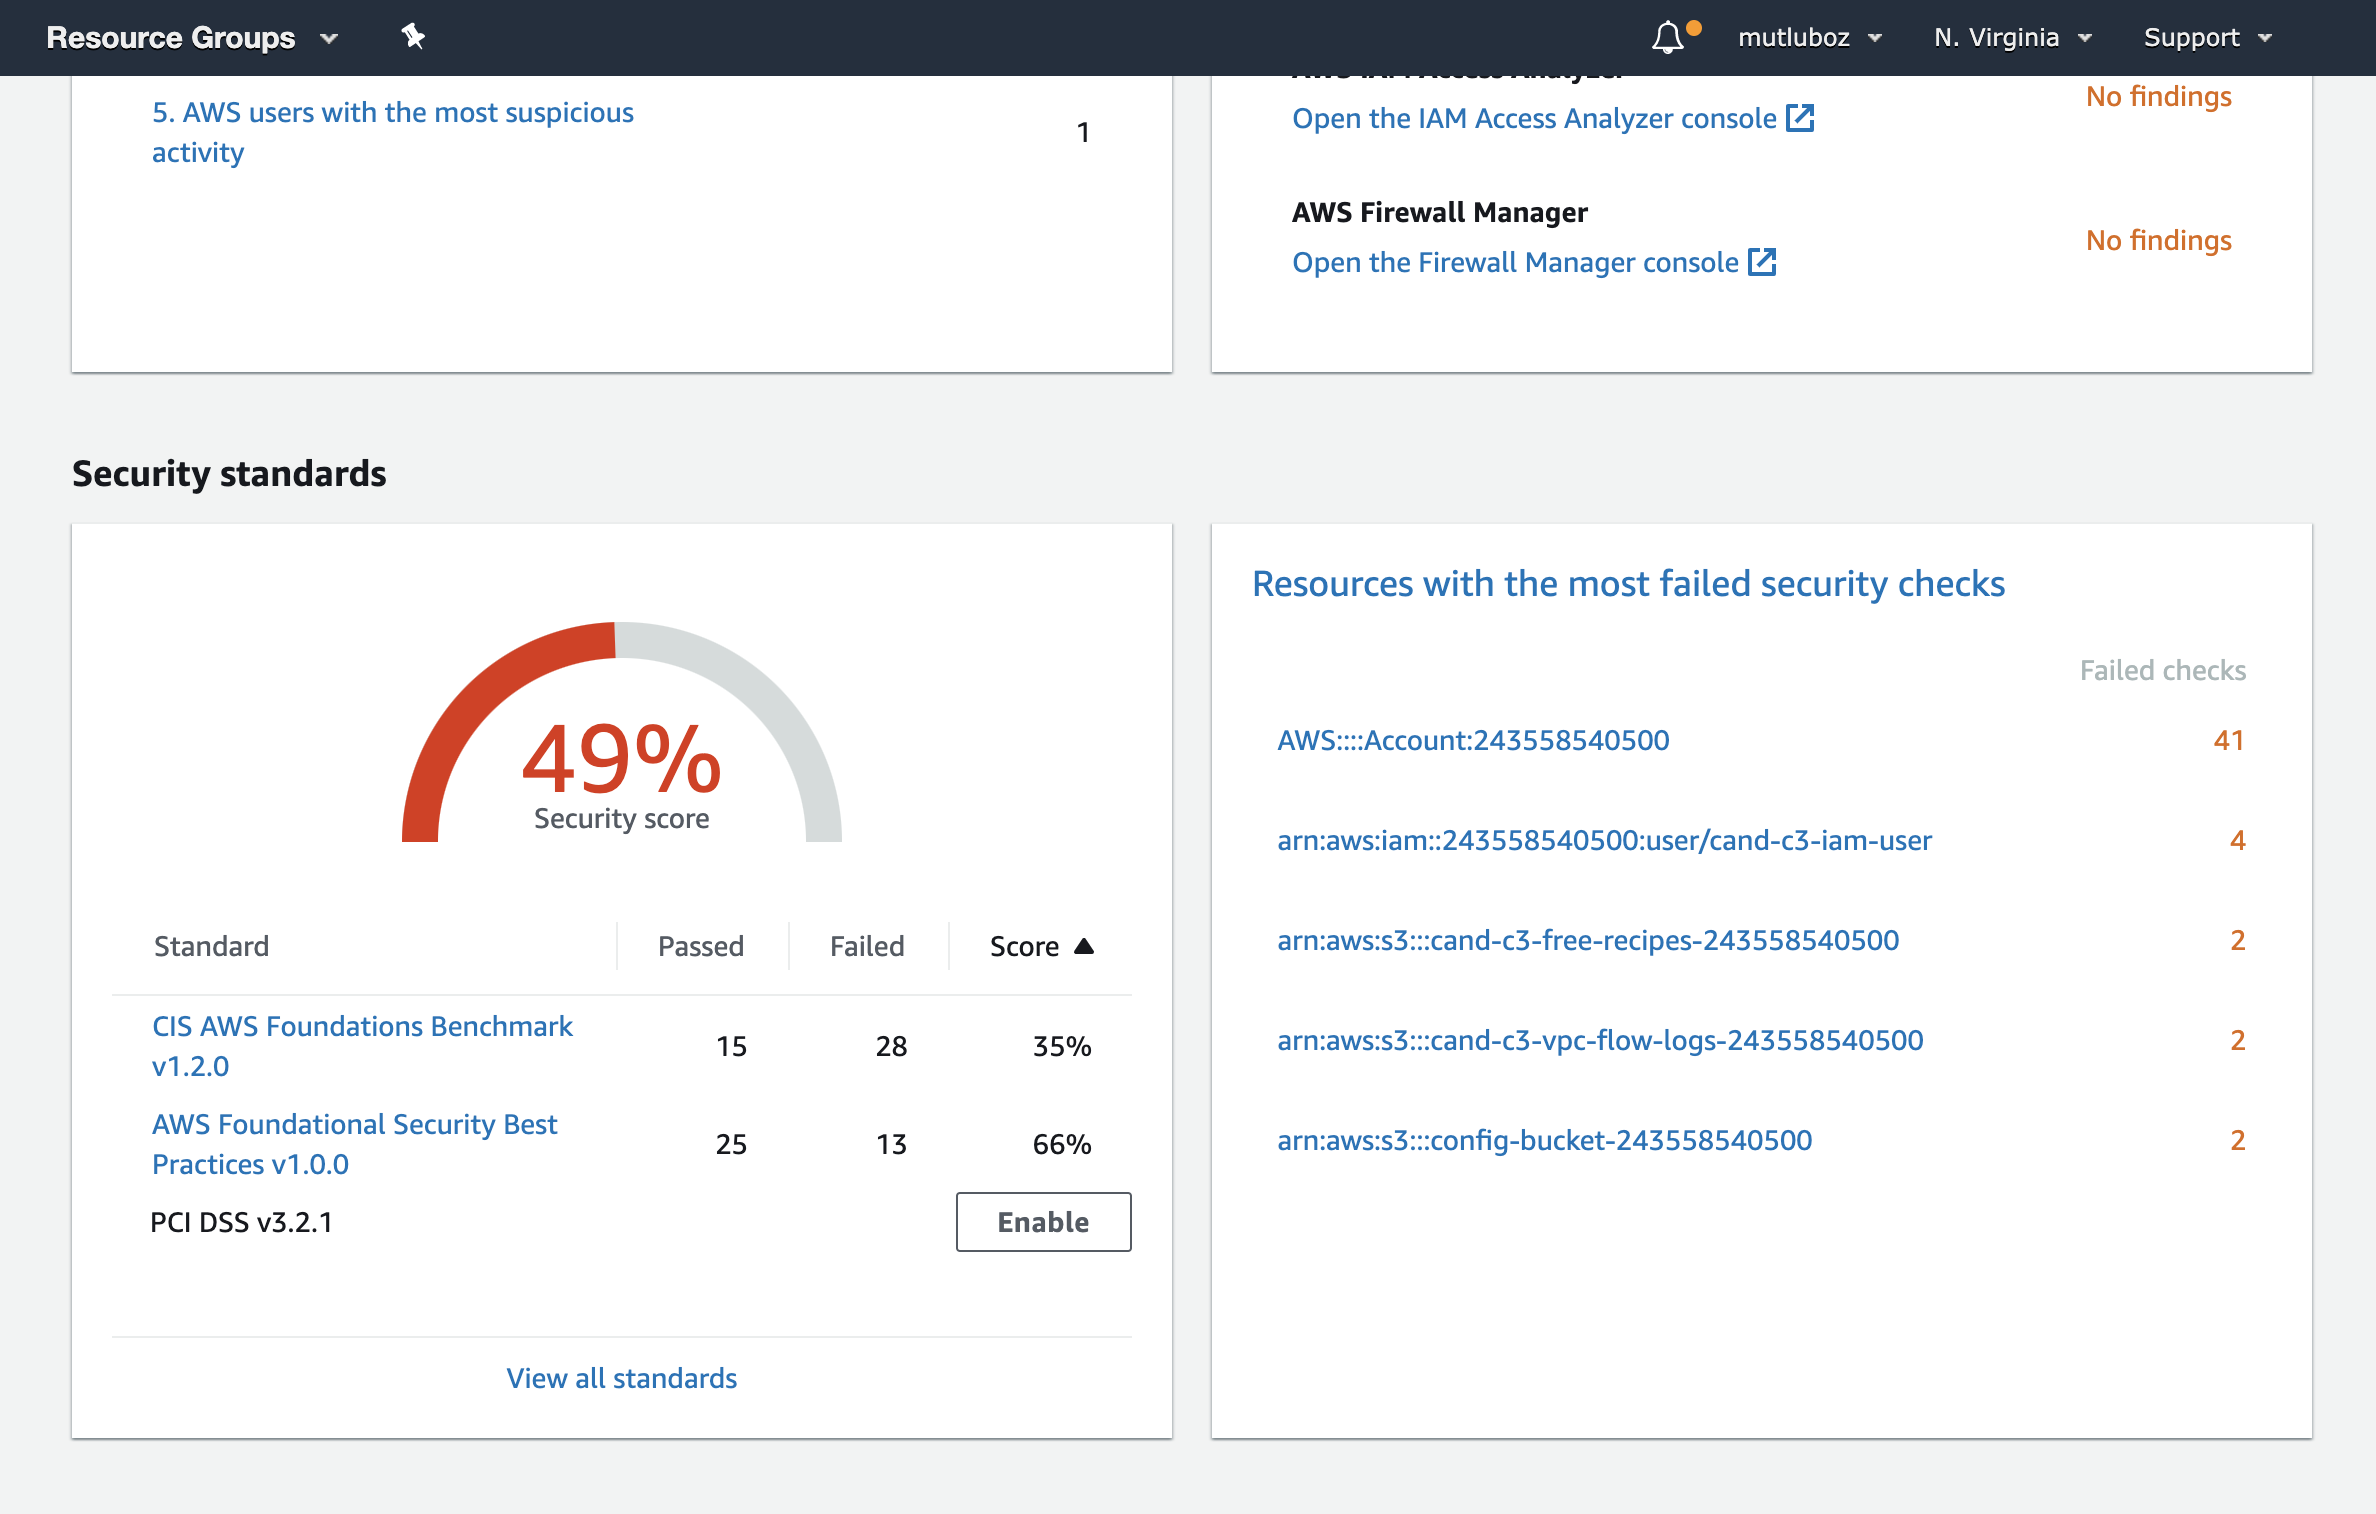 Resource Groups
mutluboz
N. Virginia
Support
5. AWS users with the most suspicious
activity
1
AWS IAM Access Analyzer
Open the IAM Access Analyzer console
No findings
AWS Firewall Manager
Open the Firewall Manager console
No findings
Security standards
49%
Security score
Standard Passed Failed Score
CIS AWS Foundations Benchmark
v1.2.0
15 28 35%
AWS Foundational Security Best
Practices v1.0.0
25 13 66%
PCI DSS v3.2.1
Enable
View all standards
Resources with the most failed security checks
Failed checks
AWS::::Account:243558540500 41
arn:aws:iam::243558540500:user/cand-c3-iam-user 4
arn:aws:s3:::cand-c3-free-recipes-243558540500 2
arn:aws:s3:::cand-c3-vpc-flow-logs-243558540500 2
arn:aws:s3:::config-bucket-243558540500 2